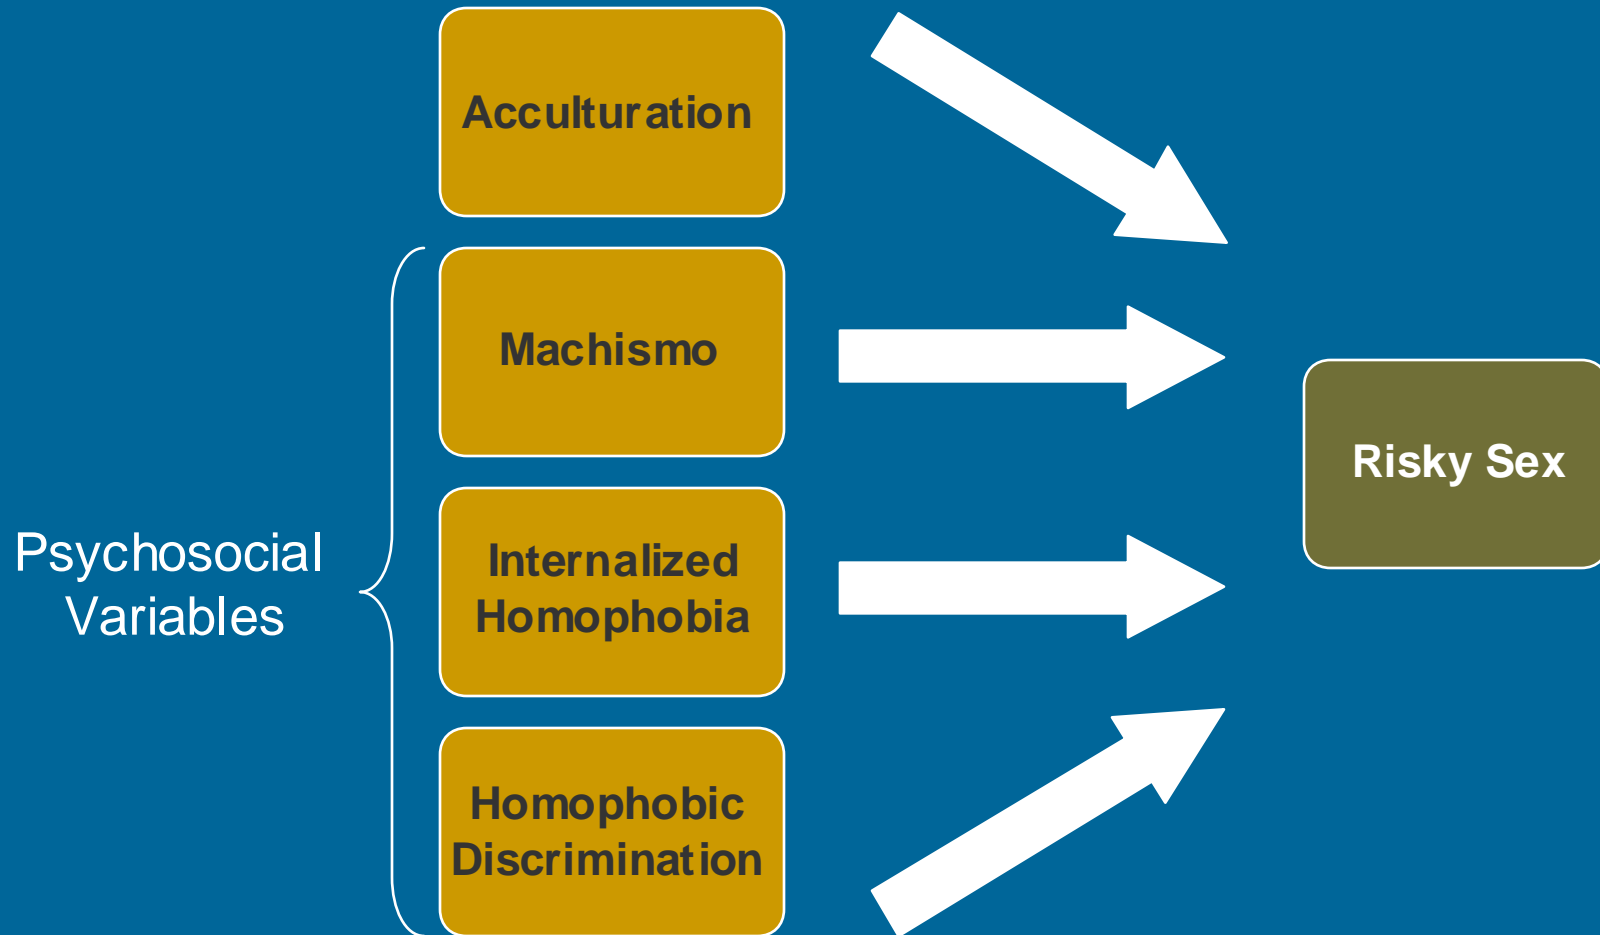 Acculturation
Machismo
Psychosocial
Variables
Internalized
Homophobia
Homophobic
Discrimination
Risky Sex